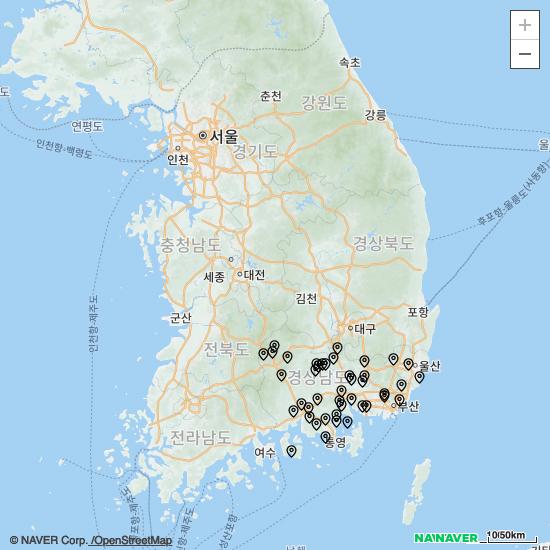 속초
춘천
강원도
강릉
도
연평도
서울
인천
경기도
인천항-백령도
울
후포항-울릉도(사동항)
충청남도
경상북도
세종
대전
김천
인천항-제주도
군산
포항
대구
전북도
울산
경상남도
부산
전라남도
여수
통영
© NAVER Corp. /OpenStreetMap
NAVER
10/50km